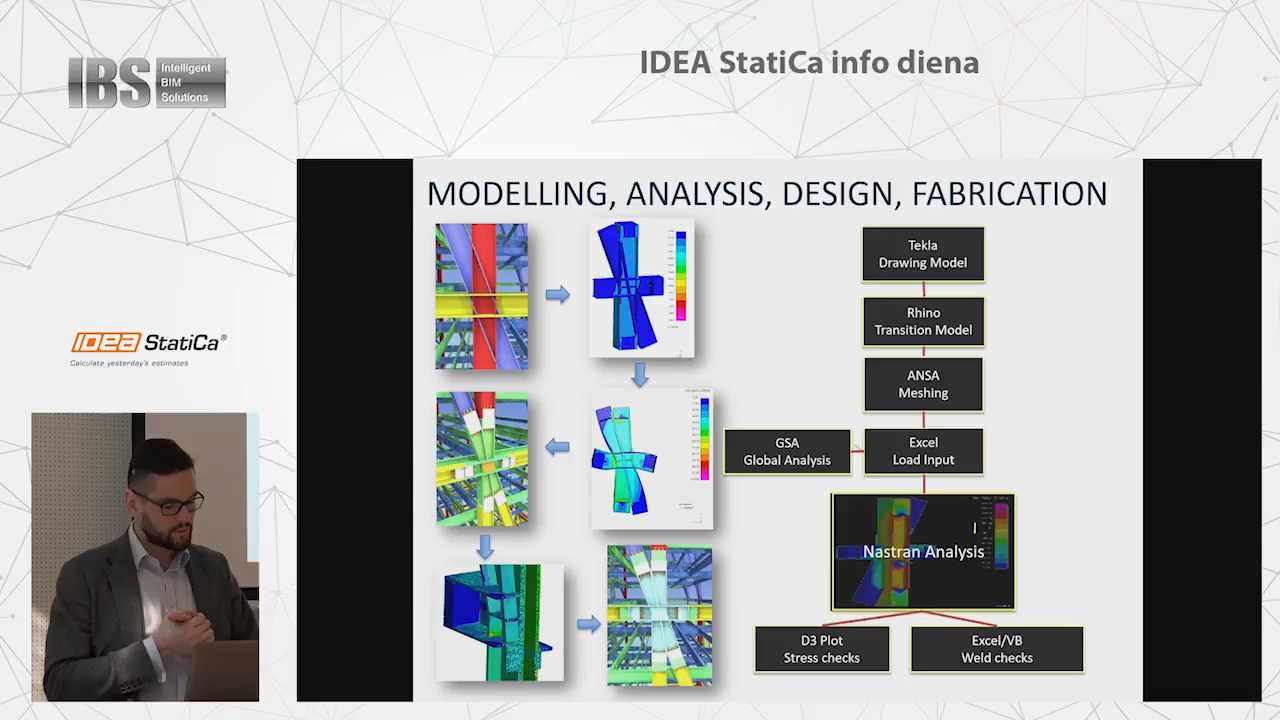 IBS
Intelligent
BIM
Solutions
IDEA StatiCa info diena
IDEA StatiCa®
Calculate yesterday's estimates
MODELLING, ANALYSIS, DESIGN, FABRICATION
Tekla
Drawing Model
Rhino
Transition Model
ANSA
Meshing
GSA
Global Analysis
Excel
Load Input
Nastran Analysis
D3 Plot
Stress checks
Excel/VB
Weld checks